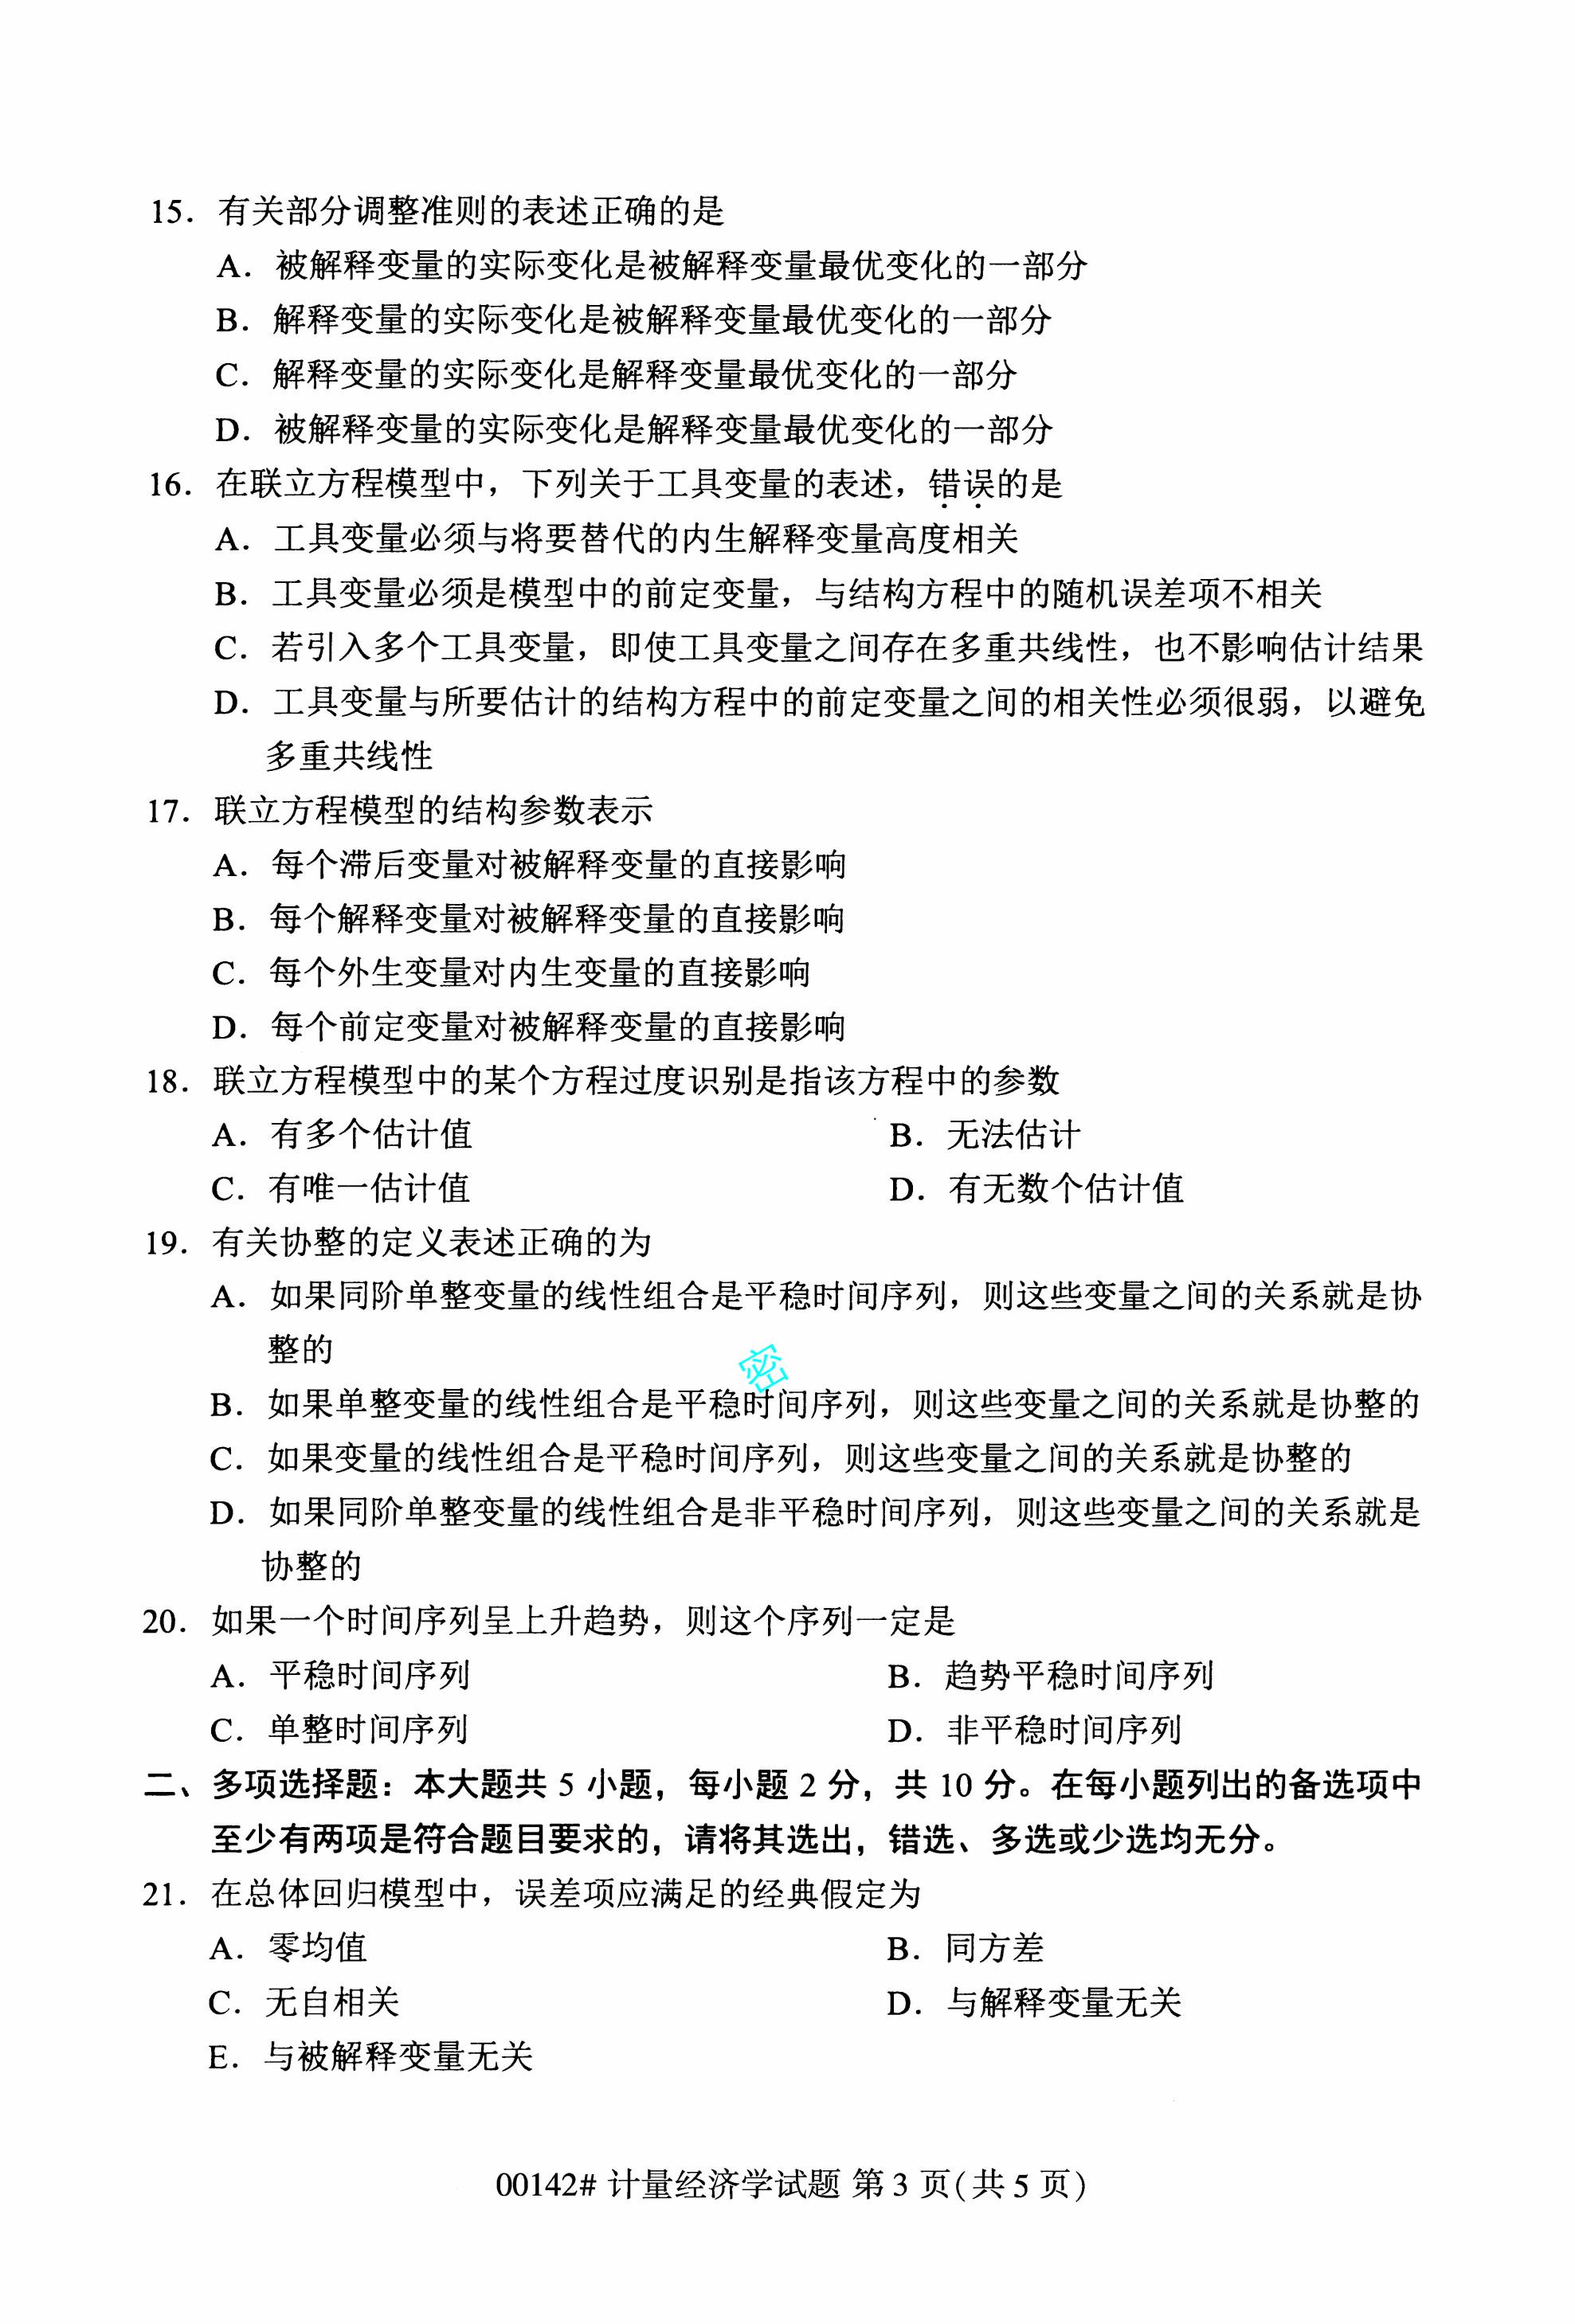 15. 有关部分调整准则的表述正确的是
A. 被解释变量的实际变化是被解释变量最优变化的一部分
B. 解释变量的实际变化是被解释变量最优变化的一部分
C. 解释变量的实际变化是解释变量最优变化的一部分
D. 被解释变量的实际变化是解释变量最优变化的一部分
16. 在联立方程模型中，下列关于工具变量的表述，错误的是
A. 工具变量必须与将要替代的内生解释变量高度相关
B. 工具变量必须是模型中的前定变量，与结构方程中的随机误差项不相关
C. 若引入多个工具变量，即使工具变量之间存在多重共线性，也不影响估计结果
D. 工具变量与所要估计的结构方程中的前定变量之间的相关性必须很弱，以避免
多重共线性
17. 联立方程模型的结构参数表示
A. 每个滞后变量对被解释变量的直接影响
B. 每个解释变量对被解释变量的直接影响
C. 每个外生变量对内生变量的直接影响
D. 每个前定变量对被解释变量的直接影响
18. 联立方程模型中的某个方程过度识别是指该方程中的参数
A. 有多个估计值 B. 无法估计
C. 有唯一估计值 D. 有无数个估计值
19. 有关协整的定义表述正确的为
A. 如果同阶单整变量的线性组合是平稳时间序列，则这些变量之间的关系就是协
整的
密
B. 如果单整变量的线性组合是平稳时间序列，则这些变量之间的关系就是协整的
C. 如果变量的线性组合是平稳时间序列，则这些变量之间的关系就是协整的
D. 如果同阶单整变量的线性组合是非平稳时间序列，则这些变量之间的关系就是
协整的
20. 如果一个时间序列呈上升趋势，则这个序列一定是
A. 平稳时间序列 B. 趋势平稳时间序列
C. 单整时间序列 D. 非平稳时间序列
二、多项选择题：本大题共 5 小题，每小题 2 分，共 10 分。在每小题列出的备选项中
至少有两项是符合题目要求的，请将其选出，错选、多选或少选均无分。
21. 在总体回归模型中，误差项应满足的经典假定为
A. 零均值 B. 同方差
C. 无自相关 D. 与解释变量无关
E. 与被解释变量无关
00142# 计量经济学试题 第 3 页(共 5 页)